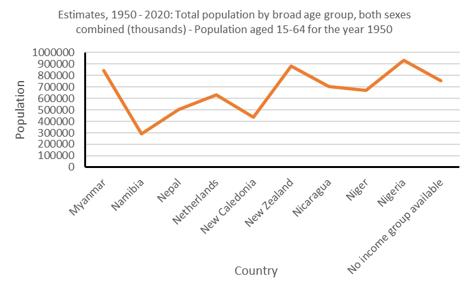 Estimates, 1950 - 2020: Total population by broad age group, both sexes
combined (thousands) - Population aged 15-64 for the year 1950
1000000
900000
800000
700000
600000
500000
400000
300000
200000
100000
0
Population
Myanmar
Namibia
Nepal
Netherlands
New Caledonia
New Zealand
Nicaragua
Niger
Nigeria
No income group available
Country